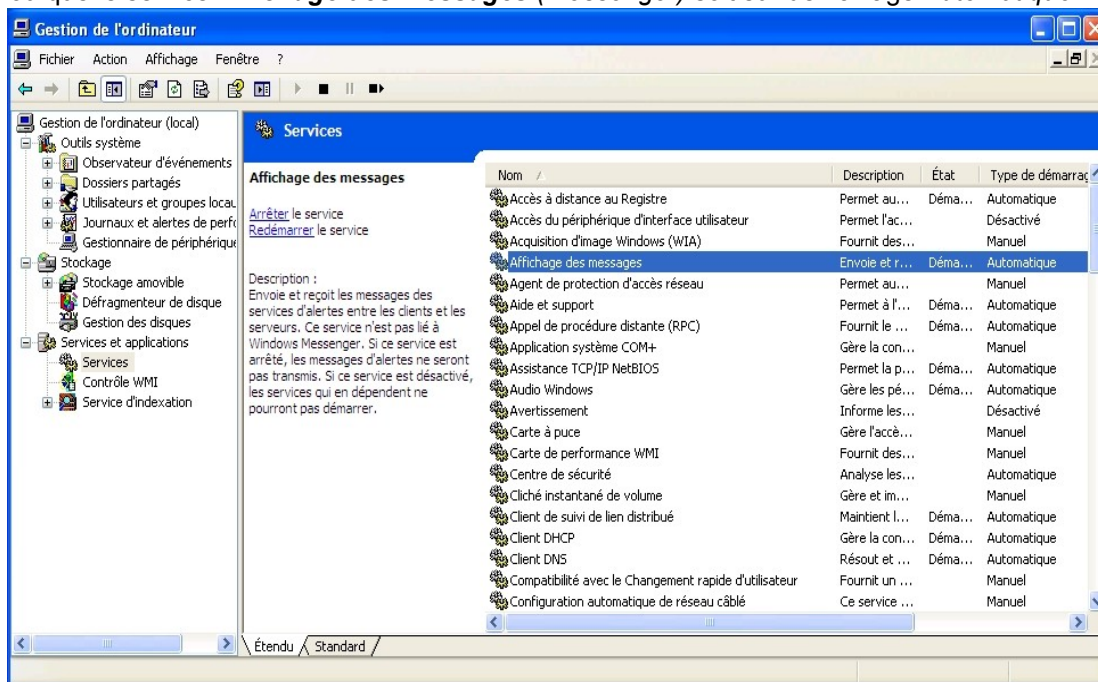 Gestion de l'ordinateur
Fichier Action Affichage Fenêtre ?
Gestion de l'ordinateur (local)
Outils système
Observateur d'événements
Dossiers partagés
Utilisateurs et groupes locau
Journaux et alertes de perfo
Gestionnaire de périphérique
Stockage
Stockage amovible
Défragmenteur de disque
Gestion des disques
Services et applications
Services
Contrôle WMI
Service d'indexation
Services
Affichage des messages
Arrêter le service
Redémarrer le service
Description :
Envoie et reçoit les messages des
services d'alertes entre les clients et les
serveurs. Ce service n'est pas lié à
Windows Messenger. Si ce service est
arrêté, les messages d'alertes ne seront
pas transmis. Si ce service est désactivé,
les services qui en dépendent ne
pourront pas démarrer.
Nom Description État Type de démarrag
Accès à distance au Registre Permet au... Déma... Automatique
Accès du périphérique d'interface utilisateur Permet l'ac... Désactivé
Acquisition d'image Windows (WIA) Fournit des... Manuel
Affichage des messages Envoie et r... Déma... Automatique
Agent de protection d'accès réseau Permet au... Manuel
Aide et support Permet à l'... Déma... Automatique
Appel de procédure distante (RPC) Fournit le ... Déma... Automatique
Application système COM+ Gère la con... Manuel
Assistance TCP/IP NetBIOS Permet la p... Déma... Automatique
Audio Windows Gère les pé... Déma... Automatique
Avertissement Informe les... Désactivé
Carte à puce Gère l'accè... Manuel
Carte de performance WMI Fournit des... Manuel
Centre de sécurité Analyse les... Automatique
Cliché instantané de volume Gère et im... Manuel
Client de suivi de lien distribué Maintient l... Déma... Automatique
Client DHCP Gère la con... Déma... Automatique
Client DNS Résout et ... Déma... Automatique
Compatibilité avec le Changement rapide d'utilisateur Fournit un ... Manuel
Configuration automatique de réseau câblé Ce service ... Manuel
Étendu Standard